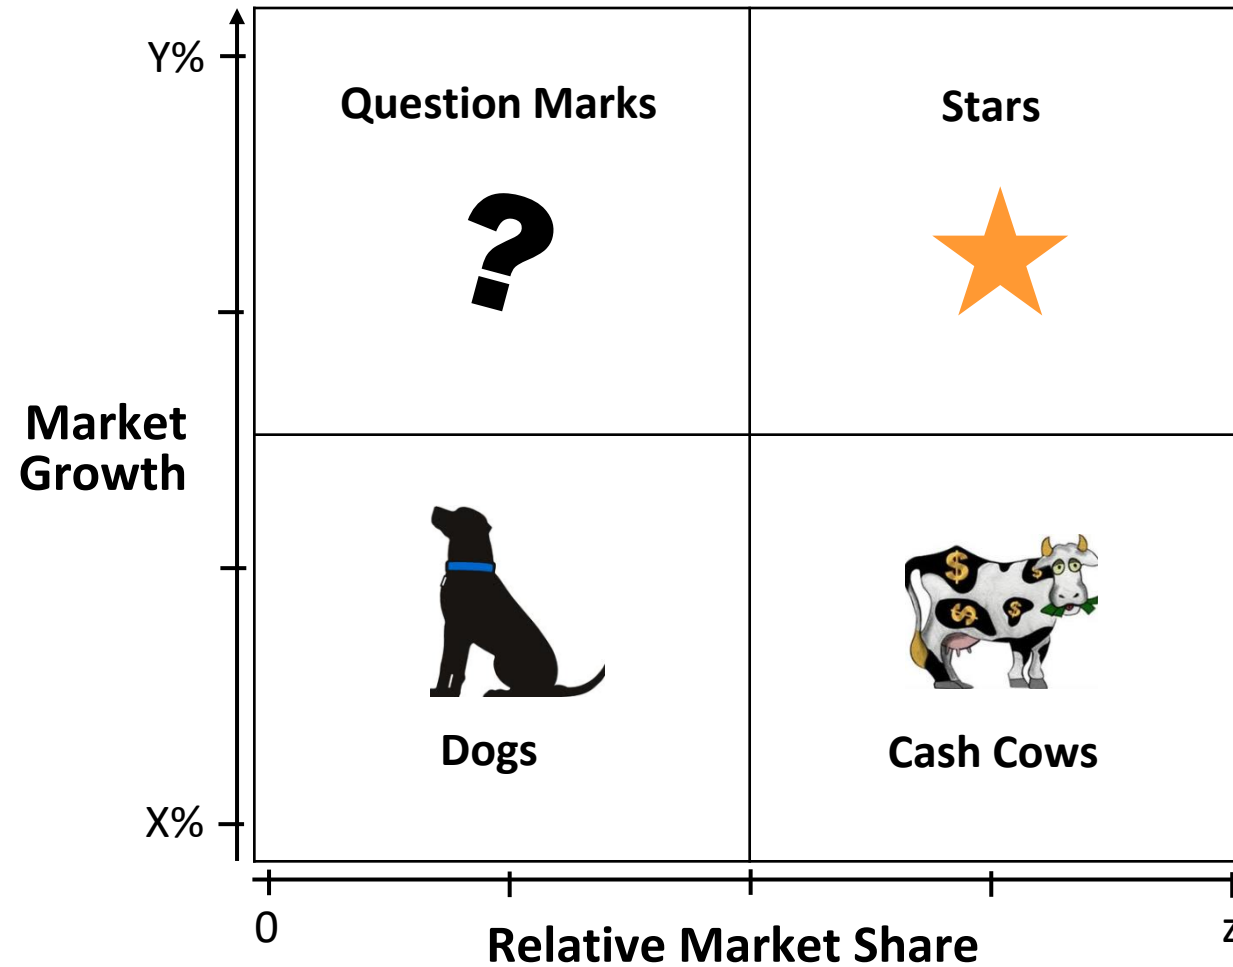 Y%
Question Marks
Stars
?
Market
Growth
$
$
$
$
Dogs
Cash Cows
X%
0
z
Relative Market Share